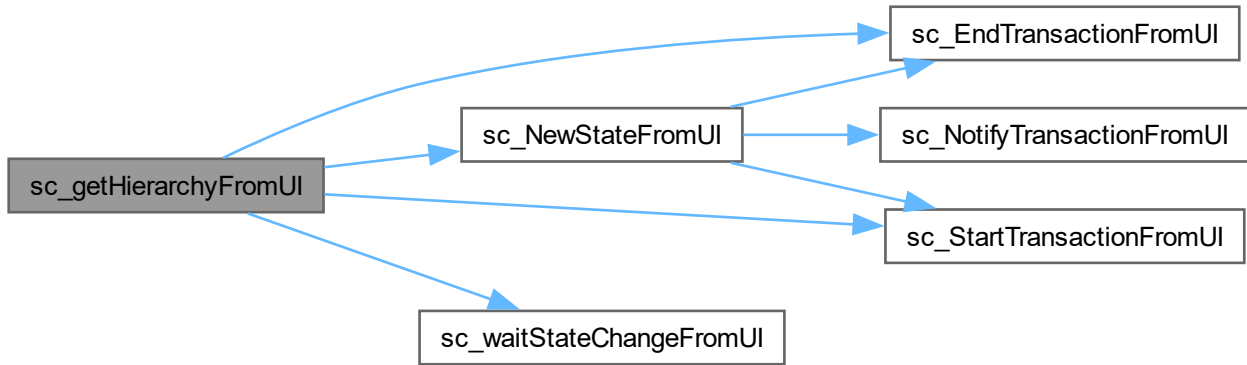 sc_EndTransactionFromUI
sc_NewStateFromUI
sc_NotifyTransactionFromUI
sc_getHierarchyFromUI
sc_StartTransactionFromUI
sc_waitStateChangeFromUI